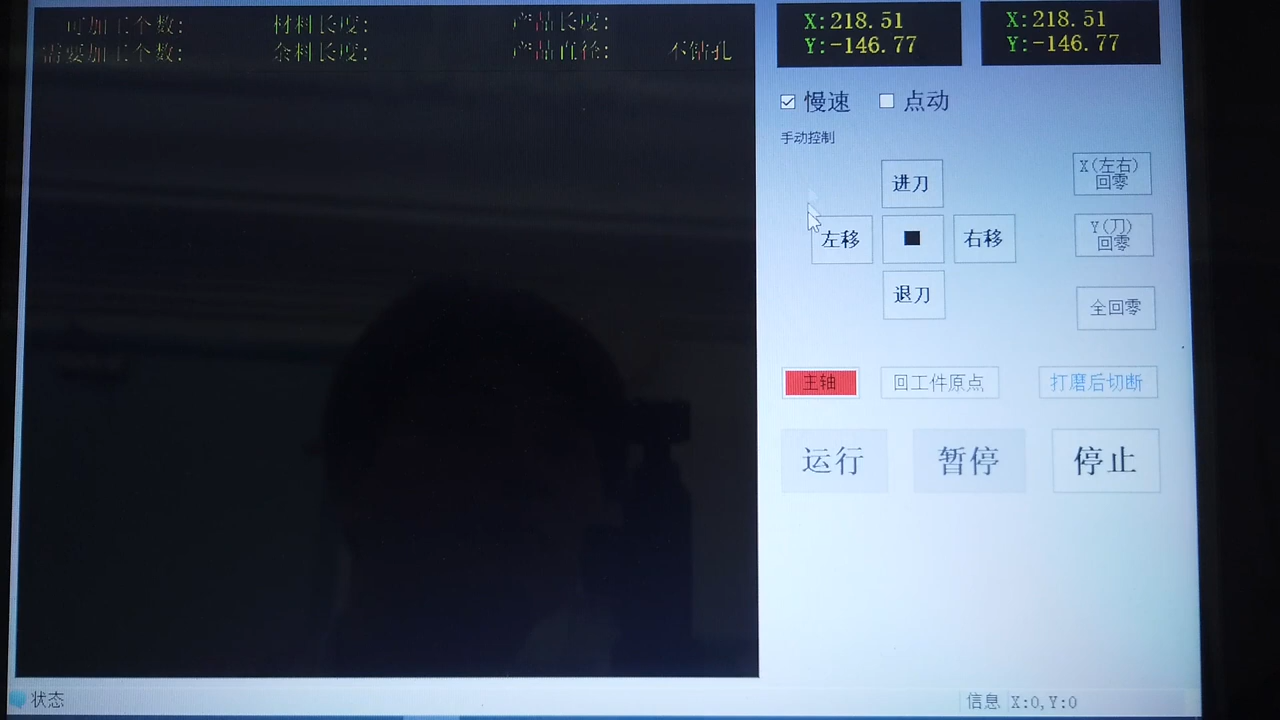 可加工个数: 材料长度: 产品长度:
需要加工个数: 余料长度: 产品直径: 不钻孔
X:218.51
Y:-146.77
X:218.51
Y:-146.77
慢速 点动
手动控制
进刀
左移 右移
退刀
X(左右)
回零
Y(刀)
回零
全回零
主轴 回工件原点 打磨后切断
运行 暂停 停止
状态 信息 X:0,Y:0